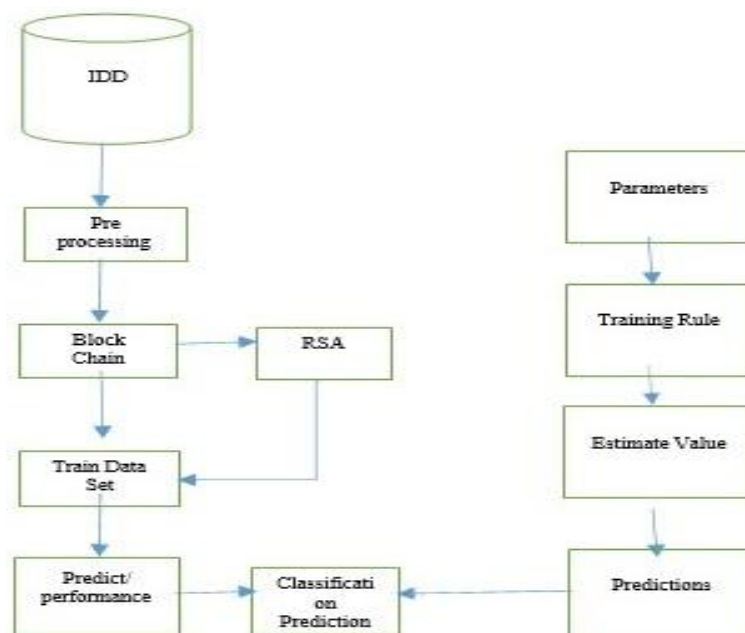 IDD
Pre
processing
Block
Chain
RSA
Train Data
Set
Predict/
performance
Classificati
on
Prediction
Parameters
Training Rule
Estimate Value
Predictions